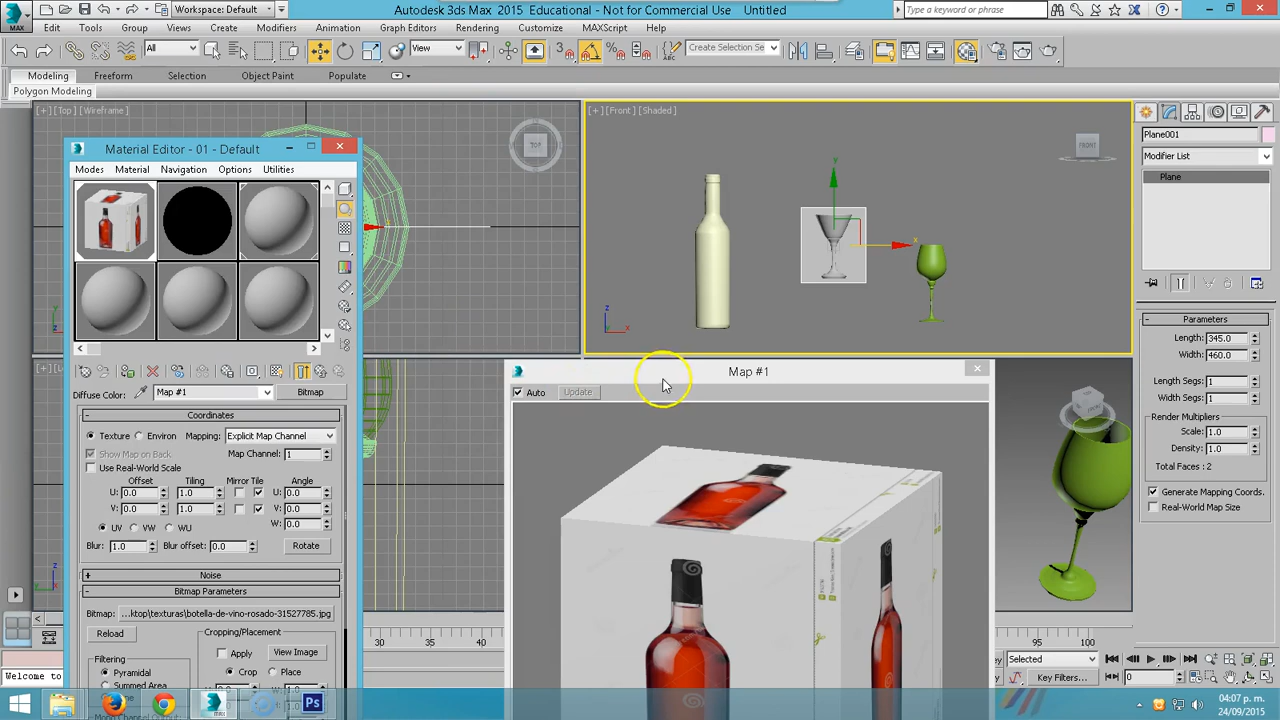 Workspace: Default
Autodesk 3ds Max 2015 Educational - Not for Commercial Use Untitled
Type a keyword or phrase
MAX
Edit Tools Group Views Create Modifiers Animation Graph Editors Rendering Customize MAXScript Help
All View Create Selection Se
Modeling Freeform Selection Object Paint Populate
Polygon Modeling
[+] [Top] [Wireframe]
TOP
[+] [Front] [Shaded]
FRONT
Plane001
Modifier List
Plane
Material Editor - 01 - Default
Modes Material Navigation Options Utilities
Diffuse Color: Map #1 Bitmap
Coordinates
Texture Environ Mapping: Explicit Map Channel
Show Map on Back Map Channel: 1
Use Real-World Scale
Offset Tiling Mirror Tile Angle
U: 0.0 1.0 U: 0.0
V: 0.0 1.0 V: 0.0
W: 0.0
UV VW WU
Blur: 1.0 Blur offset: 0.0 Rotate
Noise
Bitmap Parameters
Bitmap: ...ktop\texturas\botella-de-vino-rosado-31527785.jpg
Reload Cropping/Placement
Apply View Image
Filtering
Pyramidal Crop Place
Summed Area
Map #1
Auto Update
Parameters
Length: 345.0
Width: 460.0
Length Segs: 1
Width Segs: 1
Render Multipliers
Scale: 1.0
Density: 1.0
Total Faces : 2
Generate Mapping Coords.
Real-World Map Size
30 35 40 95 100
Selected
Key Filters...
0
Welcome to
Ps
04:07 p. m.
24/09/2015